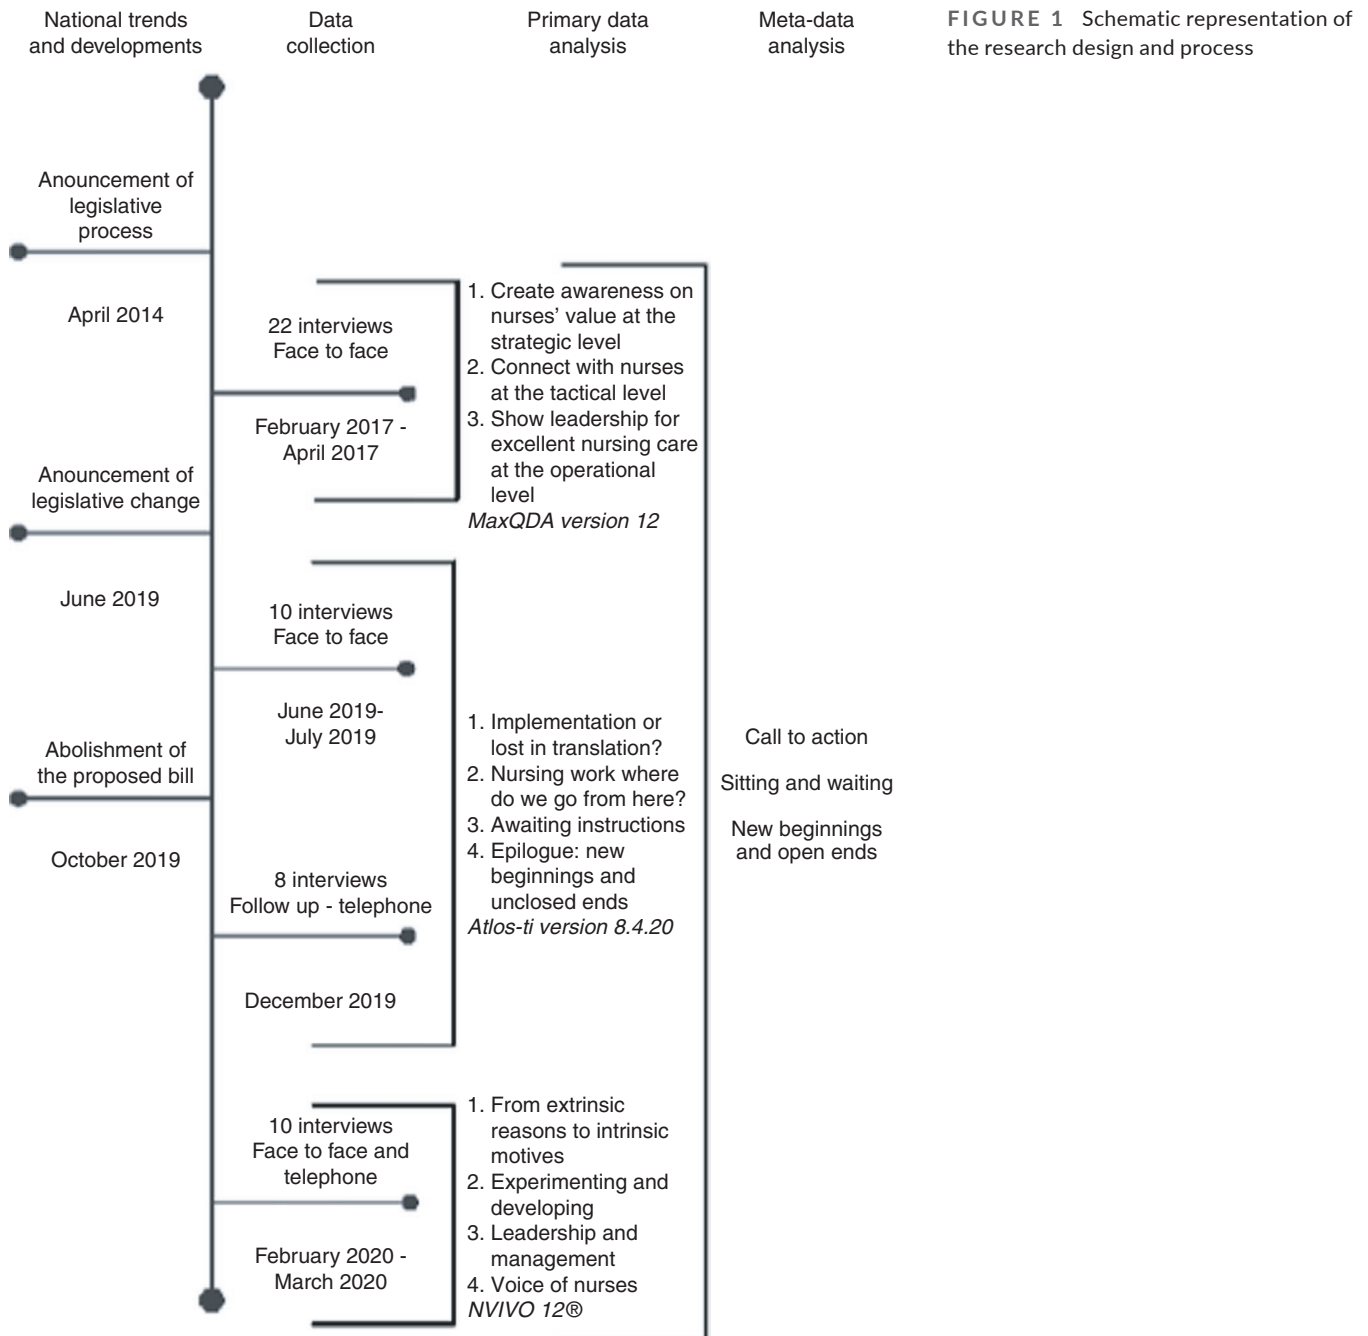 National trends
and developments
Data
collection
Primary data
analysis
Meta-data
analysis
FIGURE 1 Schematic representation of
the research design and process
Anouncement of
legislative
process
April 2014
22 interviews
Face to face
February 2017 -
April 2017
1. Create awareness on
nurses’ value at the
strategic level
2. Connect with nurses
at the tactical level
3. Show leadership for
excellent nursing care
at the operational
level
MaxQDA version 12
Anouncement of
legislative change
June 2019
10 interviews
Face to face
June 2019-
July 2019
Abolishment of
the proposed bill
October 2019
8 interviews
Follow up - telephone
December 2019
1. Implementation or
lost in translation?
2. Nursing work where
do we go from here?
3. Awaiting instructions
4. Epilogue: new
beginnings and
unclosed ends
Atlos-ti version 8.4.20
Call to action
Sitting and waiting
New beginnings
and open ends
10 interviews
Face to face and
telephone
February 2020 -
March 2020
1. From extrinsic
reasons to intrinsic
motives
2. Experimenting and
developing
3. Leadership and
management
4. Voice of nurses
NVIVO 12®